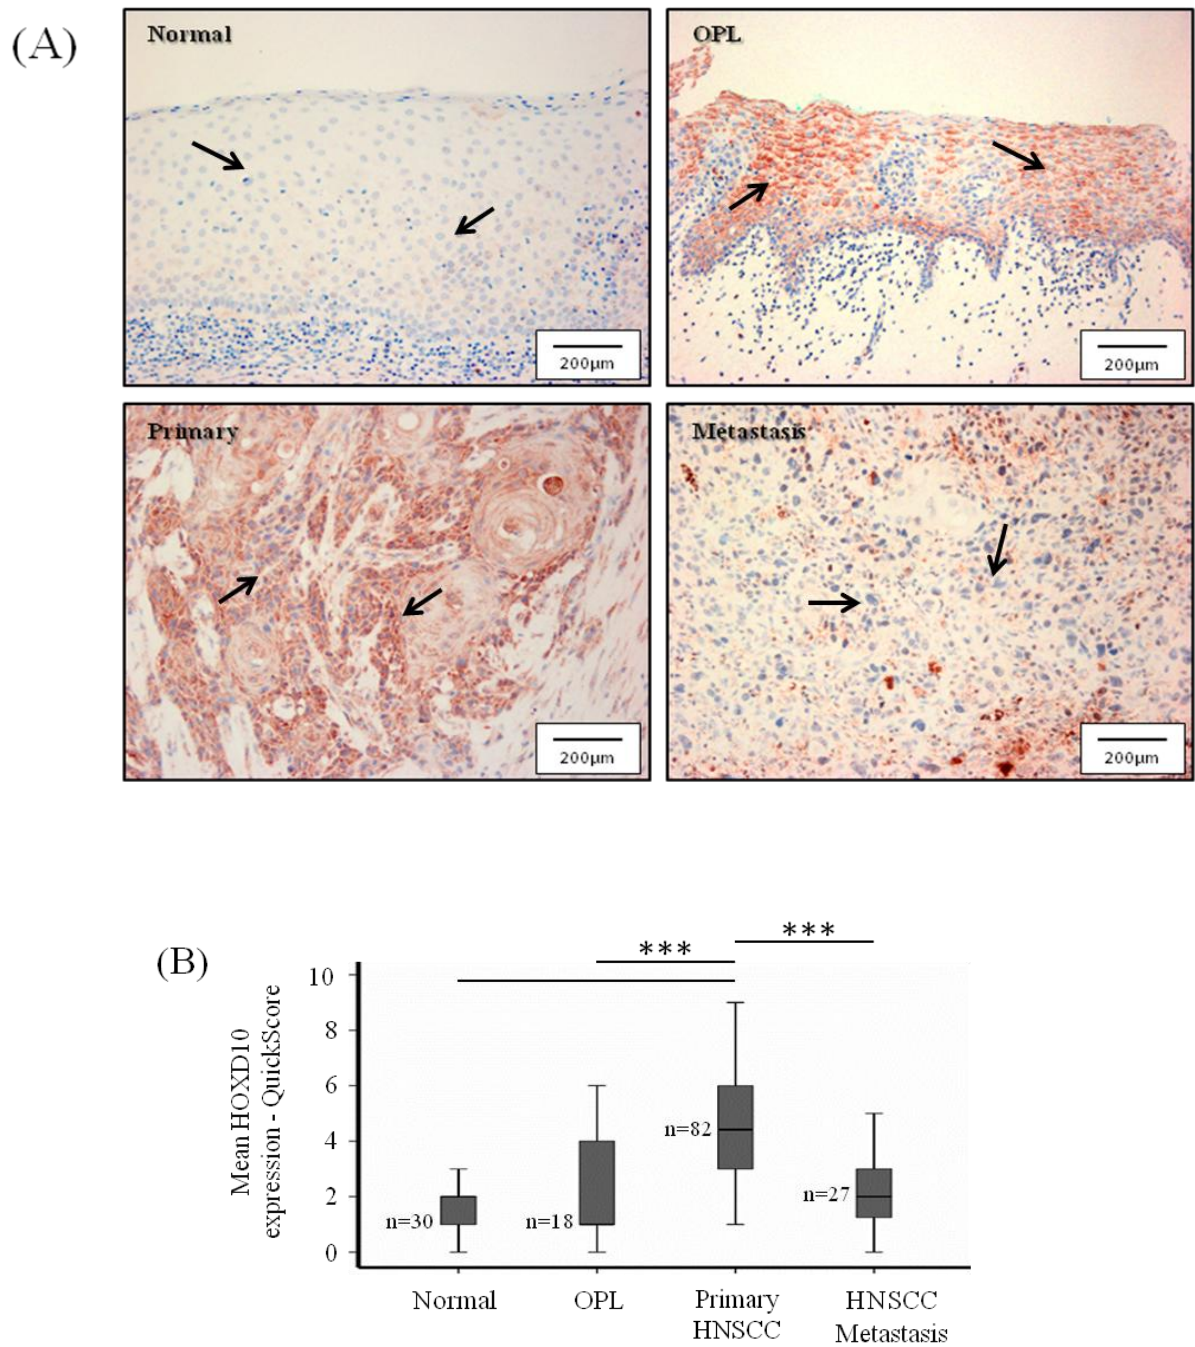 (A)
Normal
200µm
OPL
200µm
Primary
200µm
Metastasis
200µm
(B)
Mean HOXD10
expression - QuickScore
10
8
6
4
2
0
***
***
n=30
n=18
n=82
n=27
Normal
OPL
Primary
HNSCC
HNSCC
Metastasis